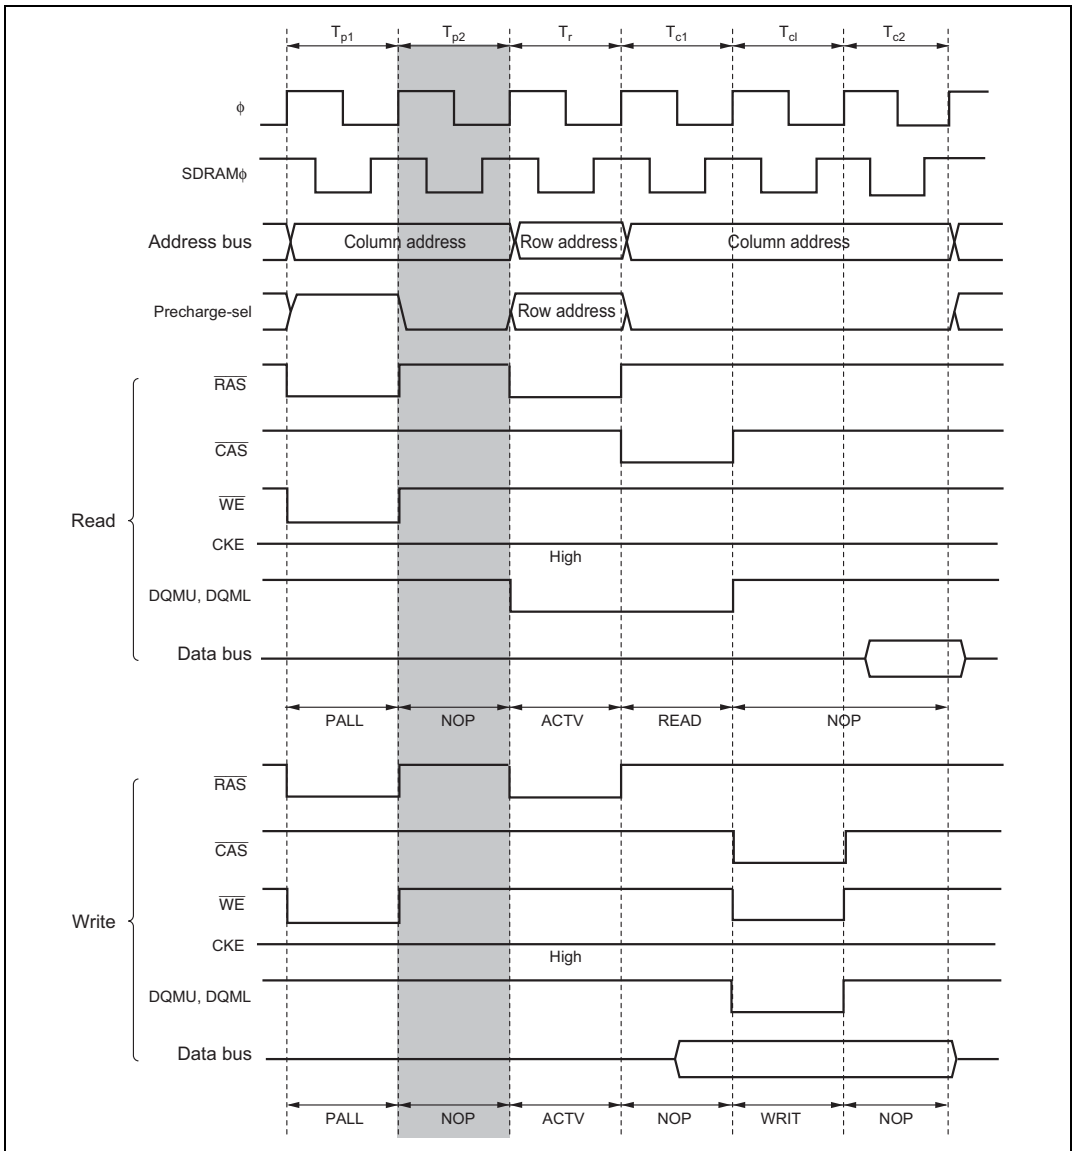 Tp1 Tp2 Tr Tc1 Tcl Tc2
ϕ
SDRAMϕ
Address bus Column address Row address Column address
Precharge-sel Row address
Read
RAS
CAS
WE
CKE High
DQMU, DQML
Data bus
PALL NOP ACTV READ NOP
Write
RAS
CAS
WE
CKE High
DQMU, DQML
Data bus
PALL NOP ACTV NOP WRIT NOP